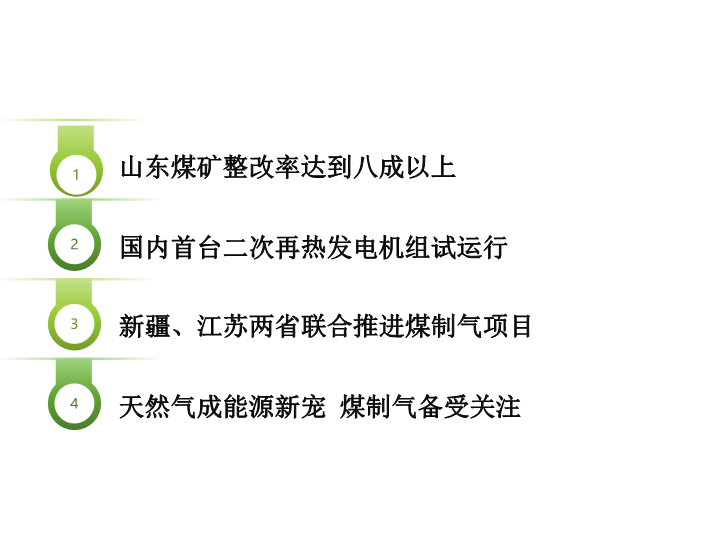 1 山东煤矿整改率达到八成以上
2 国内首台二次再热发电机组试运行
3 新疆、江苏两省联合推进煤制气项目
4 天然气成能源新宠 煤制气备受关注